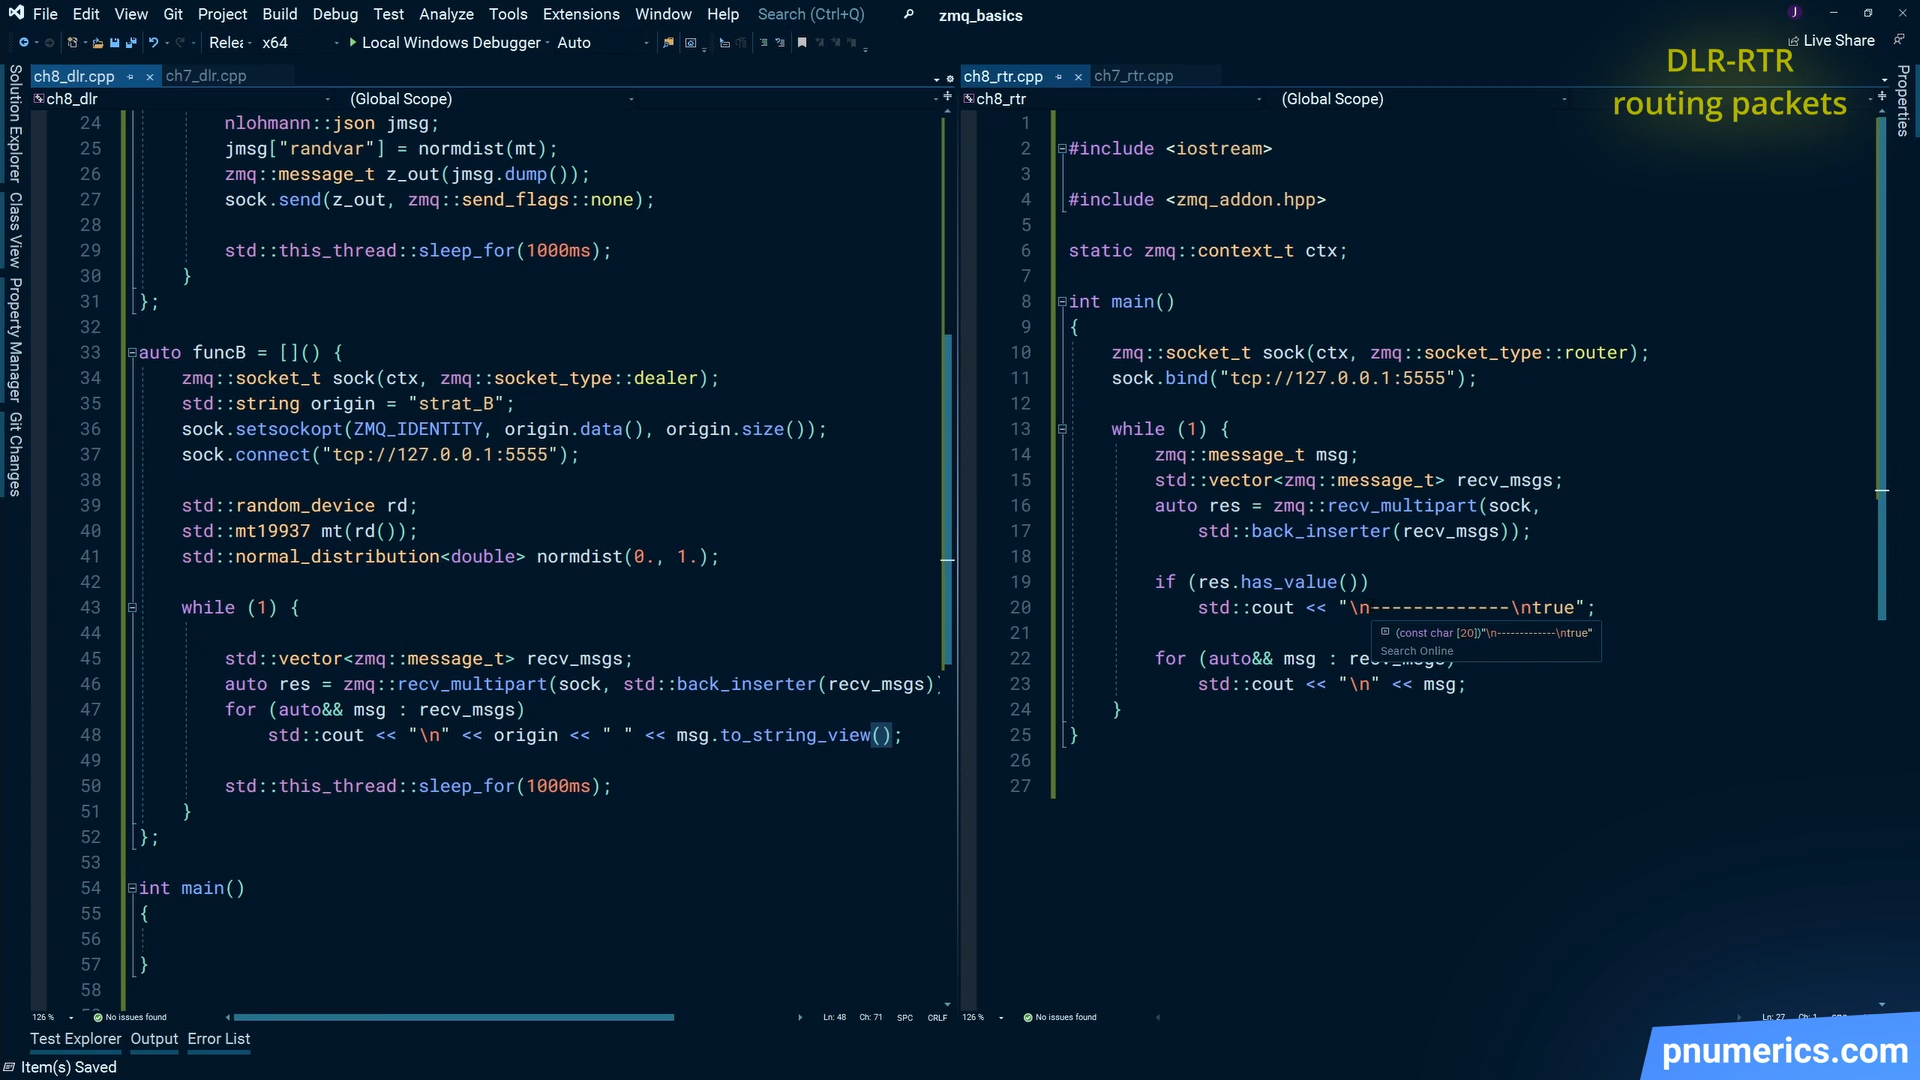 File Edit View Git Project Build Debug Test Analyze Tools Extensions Window Help Search (Ctrl+Q) zmq_basics J
x64 Local Windows Debugger Auto Live Share
DLR-RTR
routing packets
Solution Explorer
Class View
Property Manager
Git Changes
ch8_dlr.cpp ch7_dlr.cpp
ch8_dlr (Global Scope)
24 nlohmann::json jmsg;
25 jmsg["randvar"] = normdist(mt);
26 zmq::message_t z_out(jmsg.dump());
27 sock.send(z_out, zmq::send_flags::none);
28
29 std::this_thread::sleep_for(1000ms);
30 }
31 };
32
33 auto funcB = []() {
34 zmq::socket_t sock(ctx, zmq::socket_type::dealer);
35 std::string origin = "strat_B";
36 sock.setsockopt(ZMQ_IDENTITY, origin.data(), origin.size());
37 sock.connect("tcp://127.0.0.1:5555");
38
39 std::random_device rd;
40 std::mt19937 mt(rd());
41 std::normal_distribution<double> normdist(0., 1.);
42
43 while (1) {
44
45 std::vector<zmq::message_t> recv_msgs;
46 auto res = zmq::recv_multipart(sock, std::back_inserter(recv_msgs))
47 for (auto&& msg : recv_msgs)
48 std::cout << "\n" << origin << " " << msg.to_string_view();
49
50 std::this_thread::sleep_for(1000ms);
51 }
52 };
53
54 int main()
55 {
56
57 }
58
126 % No issues found Ln: 48 Ch: 71 SPC CRLF
ch8_rtr.cpp ch7_rtr.cpp
ch8_rtr (Global Scope)
1
2 #include <iostream>
3
4 #include <zmq_addon.hpp>
5
6 static zmq::context_t ctx;
7
8 int main()
9 {
10 zmq::socket_t sock(ctx, zmq::socket_type::router);
11 sock.bind("tcp://127.0.0.1:5555");
12
13 while (1) {
14 zmq::message_t msg;
15 std::vector<zmq::message_t> recv_msgs;
16 auto res = zmq::recv_multipart(sock,
17 std::back_inserter(recv_msgs));
18
19 if (res.has_value())
20 std::cout << "\n-------------\ntrue";
21 (const char [20])"\n-------------\ntrue"
Search Online
22 for (auto&& msg :
23 std::cout << "\n" << msg;
24 }
25 }
26
27
126 % No issues found Ln: 27 Ch: 1
Properties
Test Explorer Output Error List
Item(s) Saved
pnumerics.com